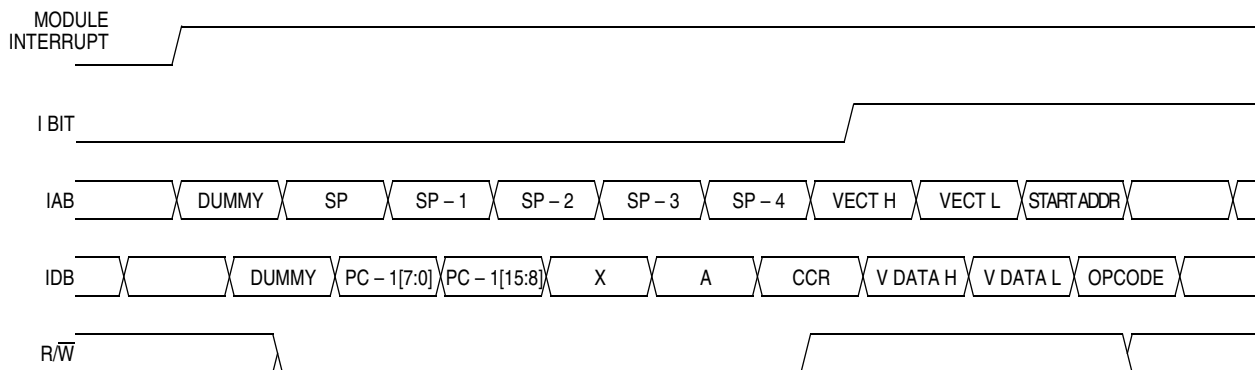 MODULE
INTERRUPT
I BIT
IAB DUMMY SP SP – 1 SP – 2 SP – 3 SP – 4 VECT H VECT L START ADDR
IDB DUMMY PC – 1[7:0] PC – 1[15:8] X A CCR V DATA H V DATA L OPCODE
R/W̅